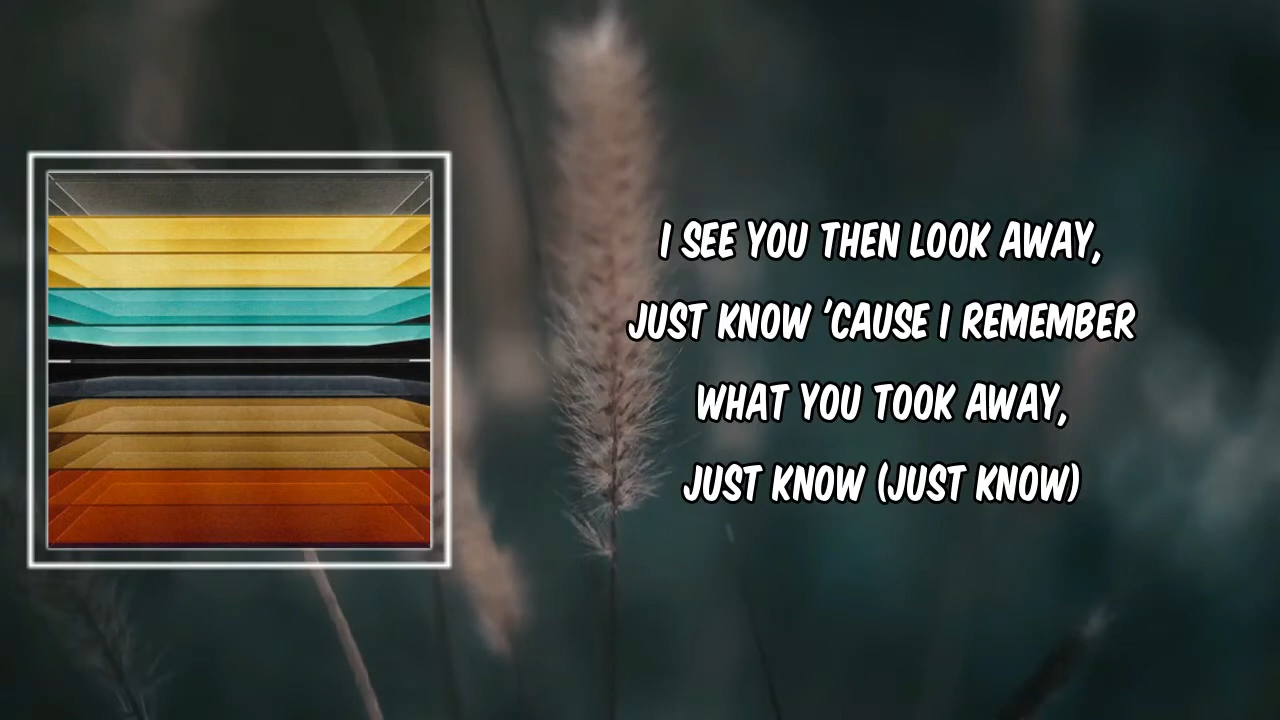 I SEE YOU THEN LOOK AWAY,
JUST KNOW 'CAUSE I REMEMBER
WHAT YOU TOOK AWAY,
JUST KNOW (JUST KNOW)